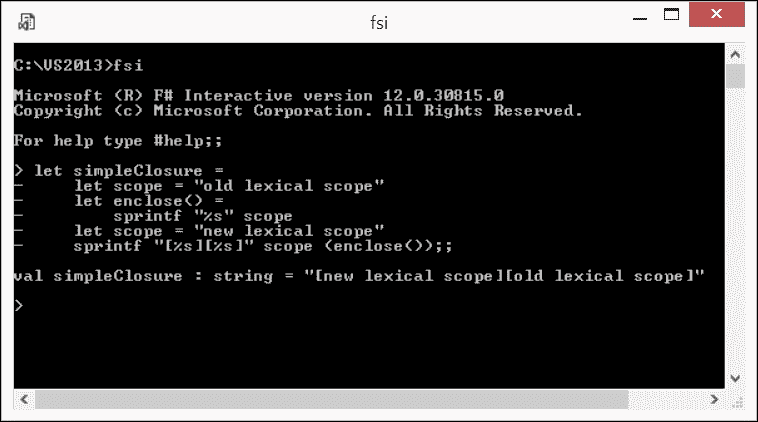 fsi
C:\VS2013>fsi
Microsoft (R) F# Interactive version 12.0.30815.0
Copyright (c) Microsoft Corporation. All Rights Reserved.
For help type #help;;
> let simpleClosure =
-     let scope = "old lexical scope"
-     let enclose() =
-         sprintf "%s" scope
-     let scope = "new lexical scope"
-     sprintf "[%s][%s]" scope (enclose());;
val simpleClosure : string = "[new lexical scope][old lexical scope]"
>